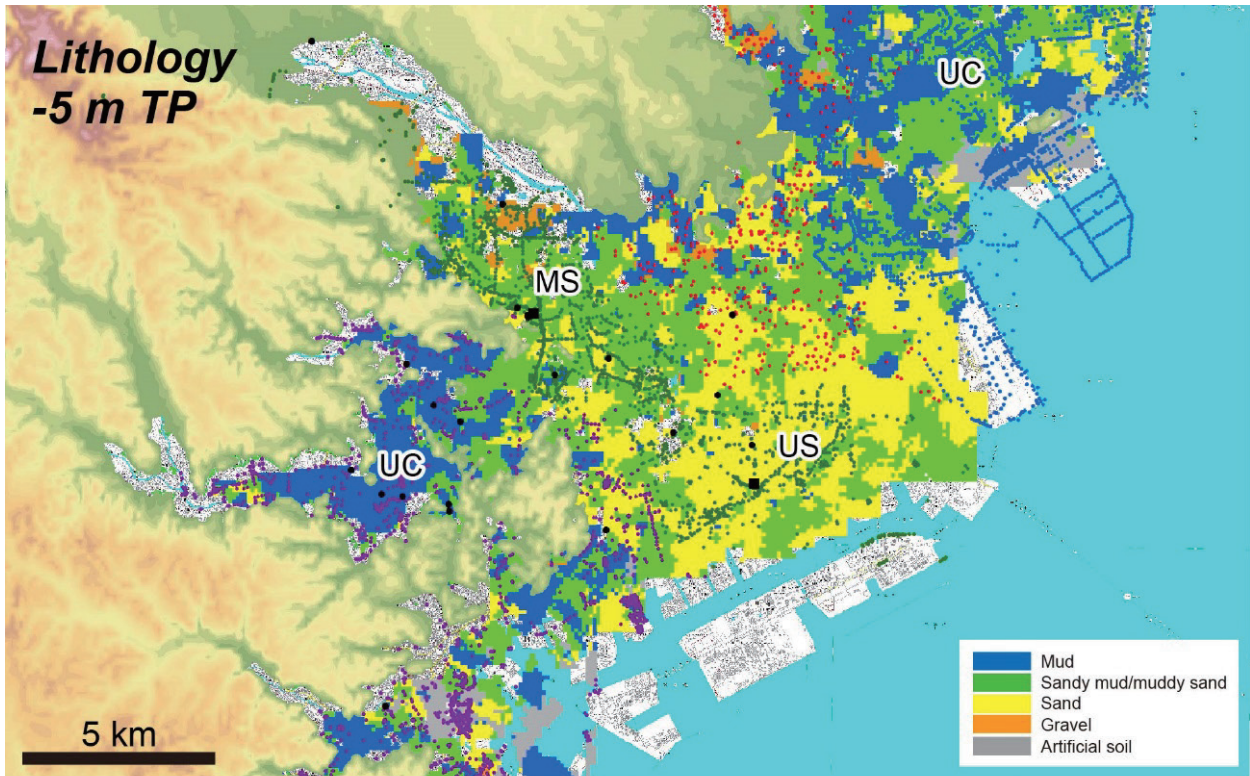 Lithology
-5 m TP
UC
MS
US
UC
5 km
Mud
Sandy mud/muddy sand
Sand
Gravel
Artificial soil